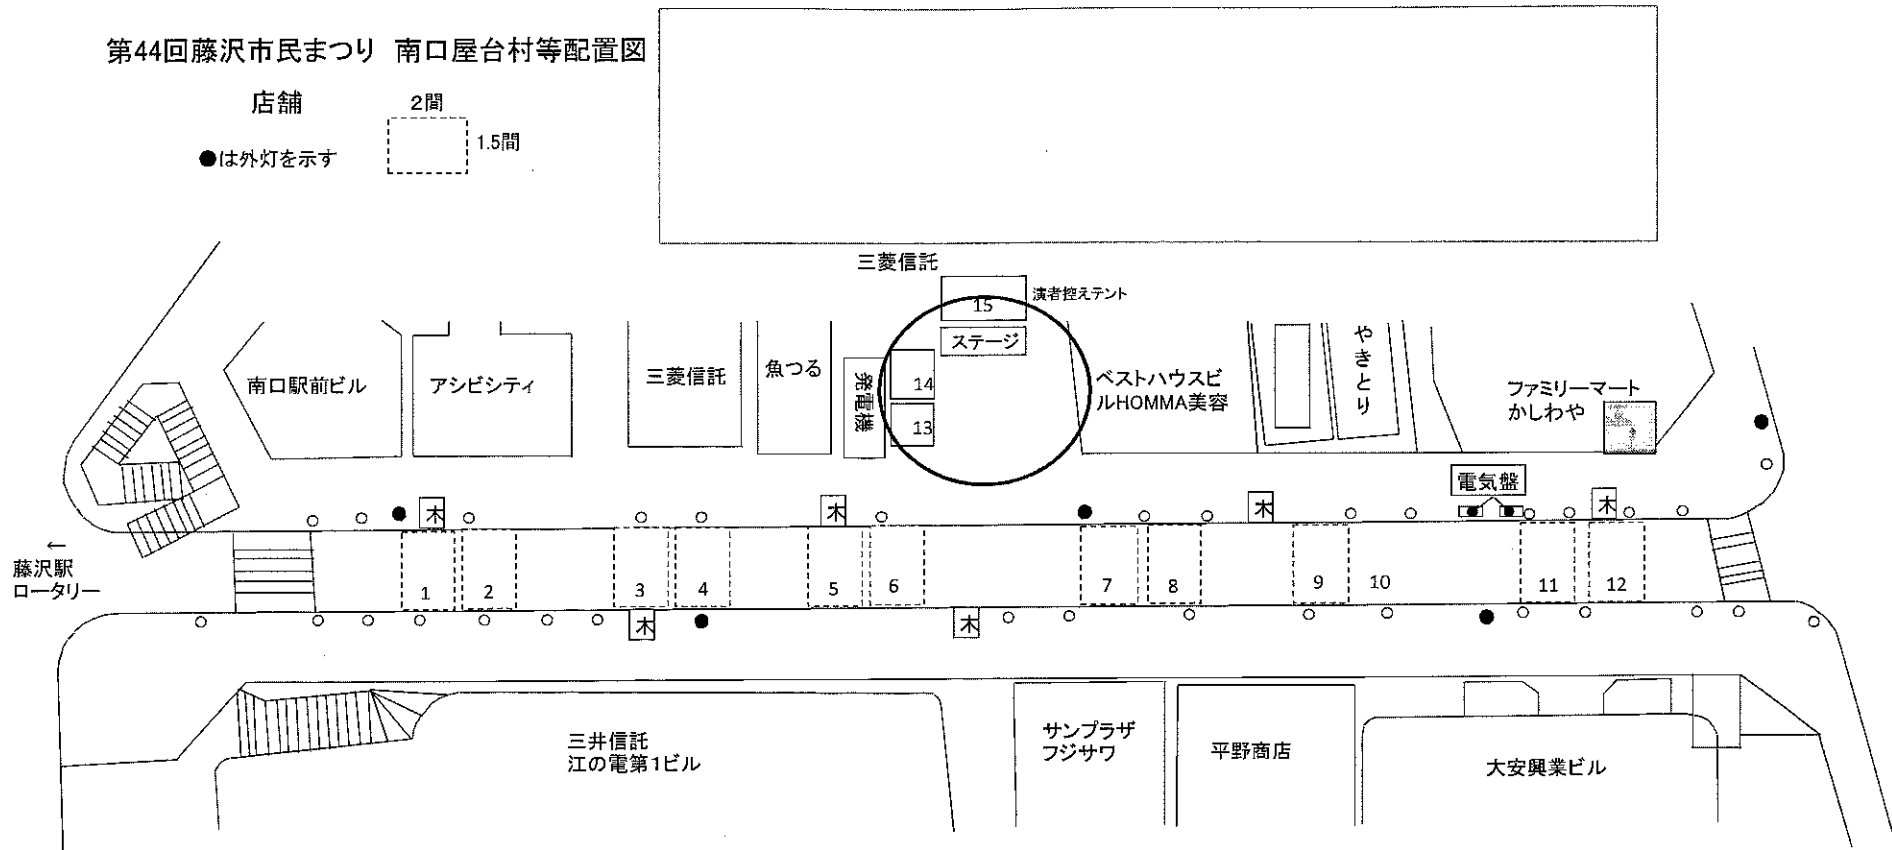 第44回藤沢市民まつり 南口屋台村等配置図
店舗
2間
1.5間
●は外灯を示す
三菱信託
15
演者控えテント
ステージ
南口駅前ビル
アシビシティ
三菱信託
魚つる
発電機
14
13
ベストハウスビ
ルHOMMA美容
やきとり
ファミリーマート
かしわや
電気盤
木
木
木
木
←
藤沢駅
ロータリー
1
2
3
4
5
6
7
8
9
10
11
12
木
木
三井信託
江の電第1ビル
サンプラザ
フジサワ
平野商店
大安興業ビル